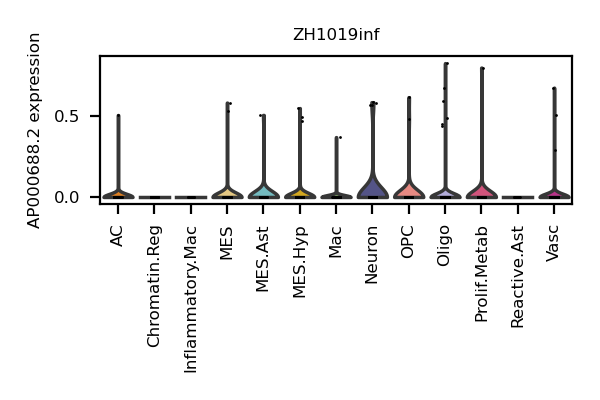 ZH1019inf
AP000688.2 expression
0.5
0.0
AC
Chromatin.Reg
Inflammatory.Mac
MES
MES.Ast
MES.Hyp
Mac
Neuron
OPC
Oligo
Prolif.Metab
Reactive.Ast
Vasc